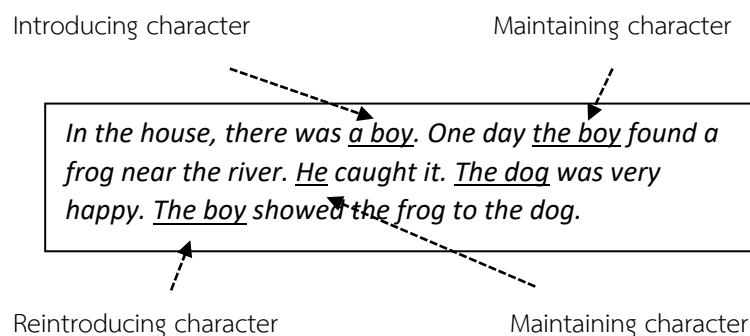 Introducing character
Maintaining character
In the house, there was a boy. One day the boy found a
frog near the river. He caught it. The dog was very
happy. The boy showed the frog to the dog.
Reintroducing character
Maintaining character